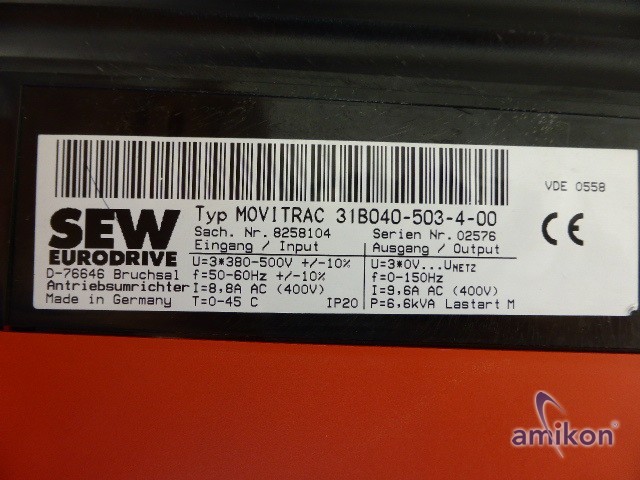 VDE 0558
CE
SEW
EURODRIVE
D-76646 Bruchsal
Antriebsumrichter
Made in Germany
Typ MOVITRAC 31B040-503-4-00
Sach. Nr. 8258104 Serien Nr. 02576
Eingang / Input Ausgang / Output
U=3*380-500V +/-10% U=3*0V...UNETZ
f=50-60Hz +/-10% f=0-150Hz
I=8,8A AC (400V) I=9.6A AC (400V)
T=0-45 C IP20 P=6,6kVA Lastart M
amikon®